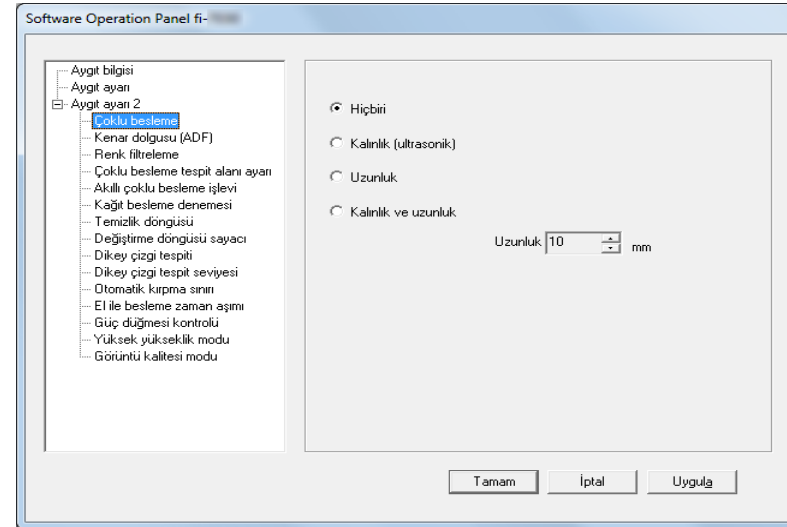 Software Operation Panel fi-
Aygıt bilgisi
Aygıt ayarı
Aygıt ayarı 2
Çoklu besleme
Kenar dolgusu (ADF)
Renk filtreleme
Çoklu besleme tespit alanı ayarı
Akıllı çoklu besleme işlevi
Kağıt besleme denemesi
Temizlik döngüsü
Değiştirme döngüsü sayacı
Dikey çizgi tespiti
Dikey çizgi tespit seviyesi
Otomatik kırpma sınırı
El ile besleme zaman aşımı
Güç düğmesi kontrolü
Yüksek yükseklik modu
Görüntü kalitesi modu
Hiçbiri
Kalınlık (ultrasonik)
Uzunluk
Kalınlık ve uzunluk
Uzunluk 10 mm
Tamam İptal Uygula